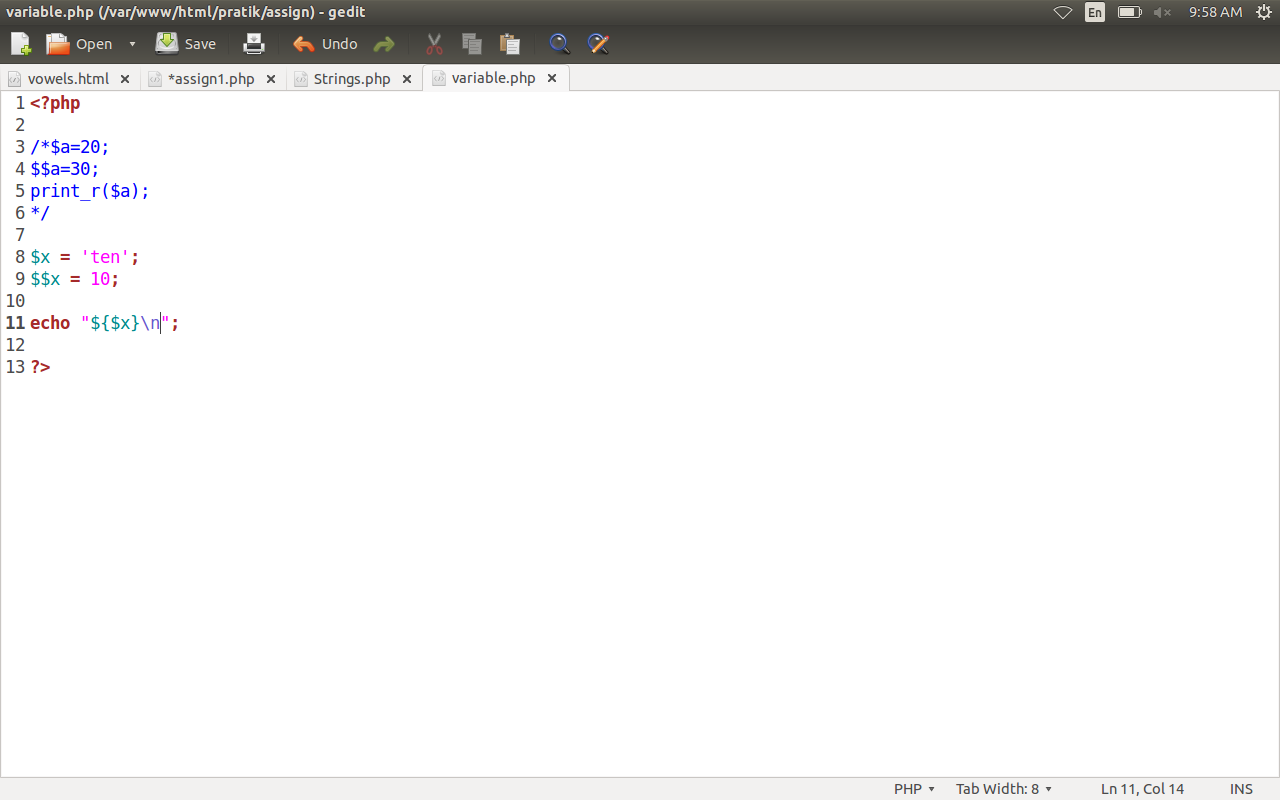 variable.php (/var/www/html/pratik/assign) - gedit En 9:58 AM
Open Save Undo
vowels.html *assign1.php Strings.php variable.php
1 <?php
2
3 /*$a=20;
4 $$a=30;
5 print_r($a);
6 */
7
8 $x = 'ten';
9 $$x = 10;
10
11 echo "${$x}\n";
12
13 ?>
PHP Tab Width: 8 Ln 11, Col 14 INS